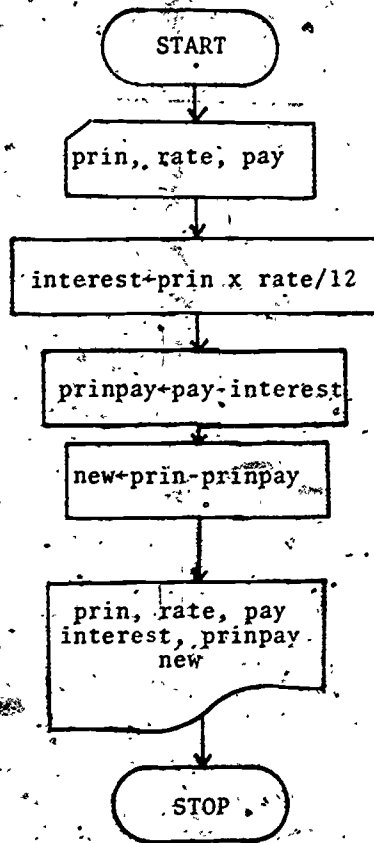 START
prin, rate, pay
interest←prin x rate/12
prinpay←pay-interest
new←prin-prinpay
prin, rate, pay
interest, prinpay
new
STOP